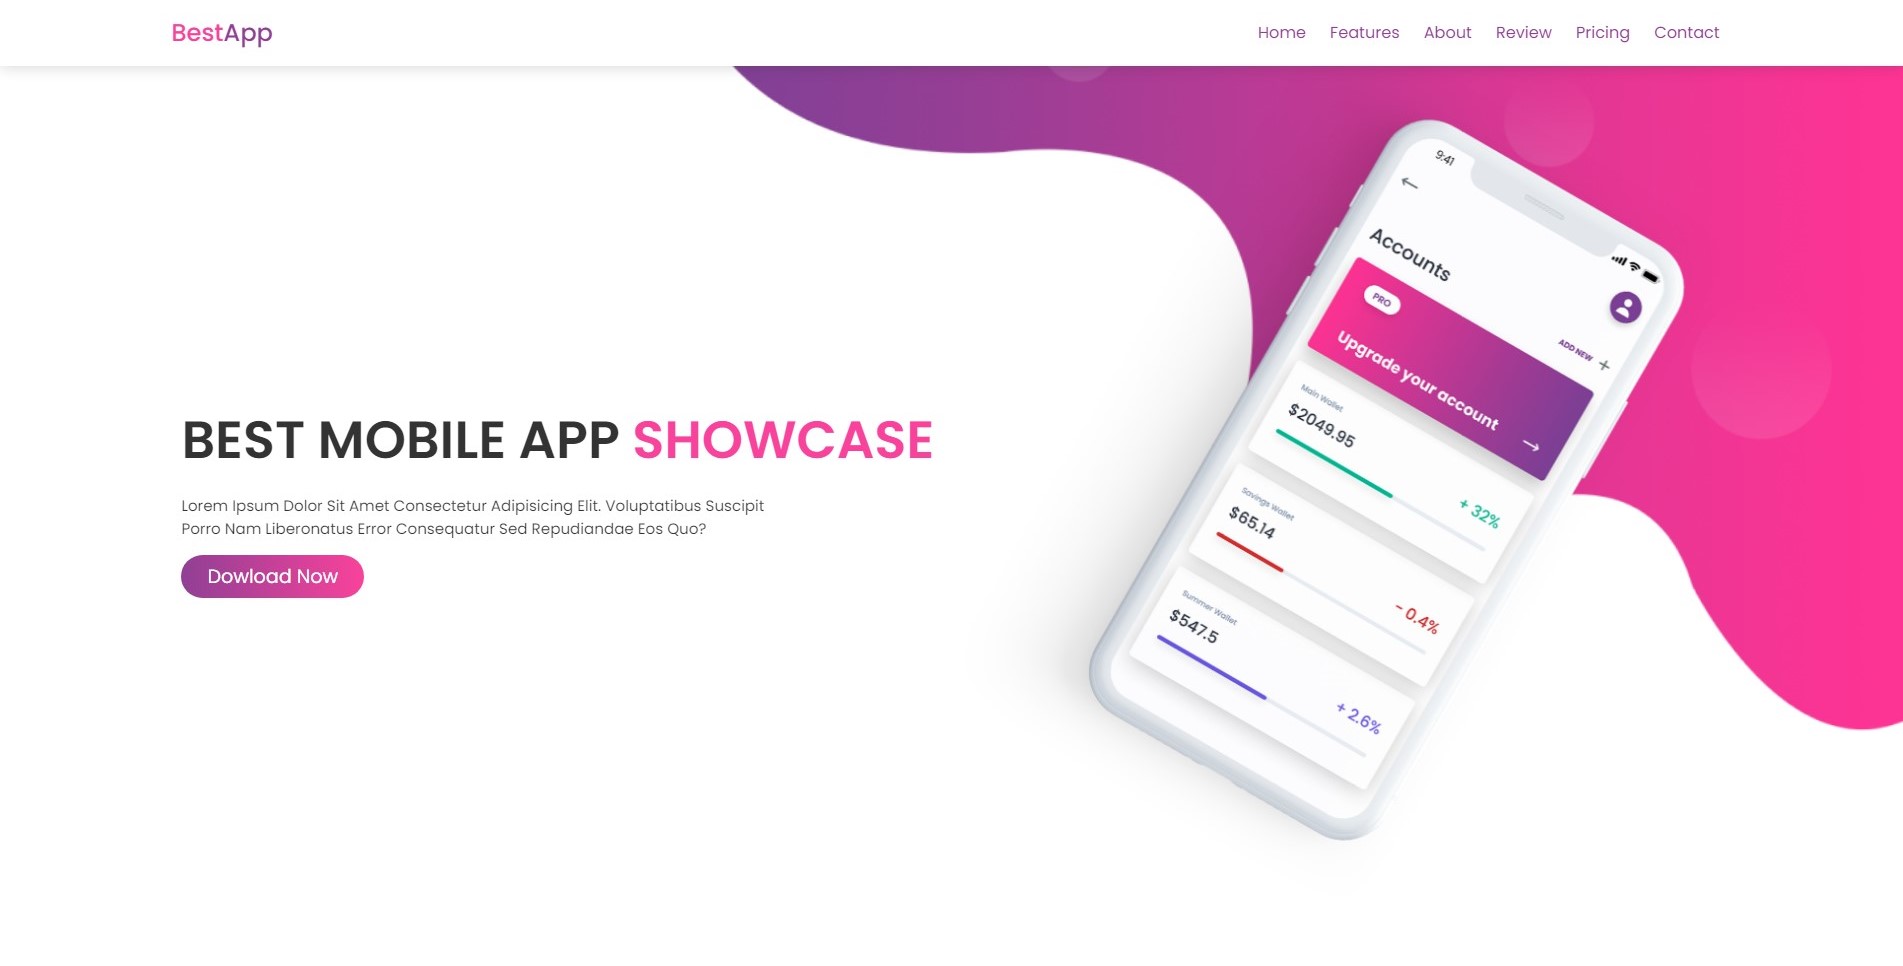 BestApp
Home Features About Review Pricing Contact
BEST MOBILE APP SHOWCASE
Lorem Ipsum Dolor Sit Amet Consectetur Adipisicing Elit. Voluptatibus Suscipit
Porro Nam Liberonatus Error Consequatur Sed Repudiandae Eos Quo?
Dowload Now
9:41
Accounts
ADD NEW +
PRO
Upgrade your account
Main Wallet
$2049.95
+ 32%
Savings Wallet
$65.14
- 0.4%
Summer Wallet
$547.5
+ 2.6%